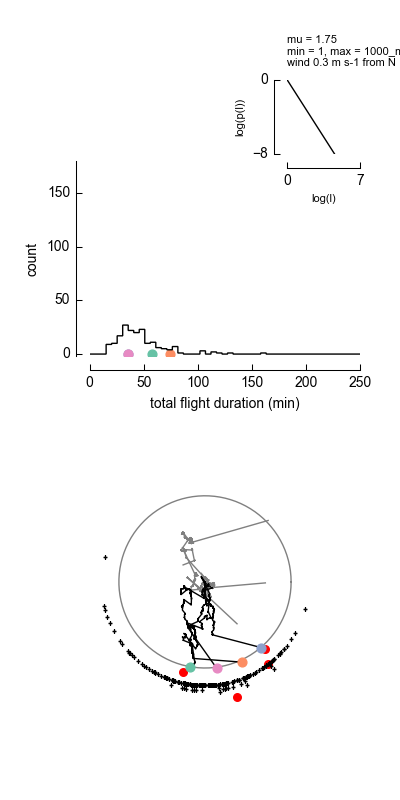 mu = 1.75
min = 1, max = 1000_m
wind 0.3 m s-1 from N
0
−8
log(p(l))
0 7
log(l)
150
100
50
0
count
0 50 100 150 200 250
total flight duration (min)